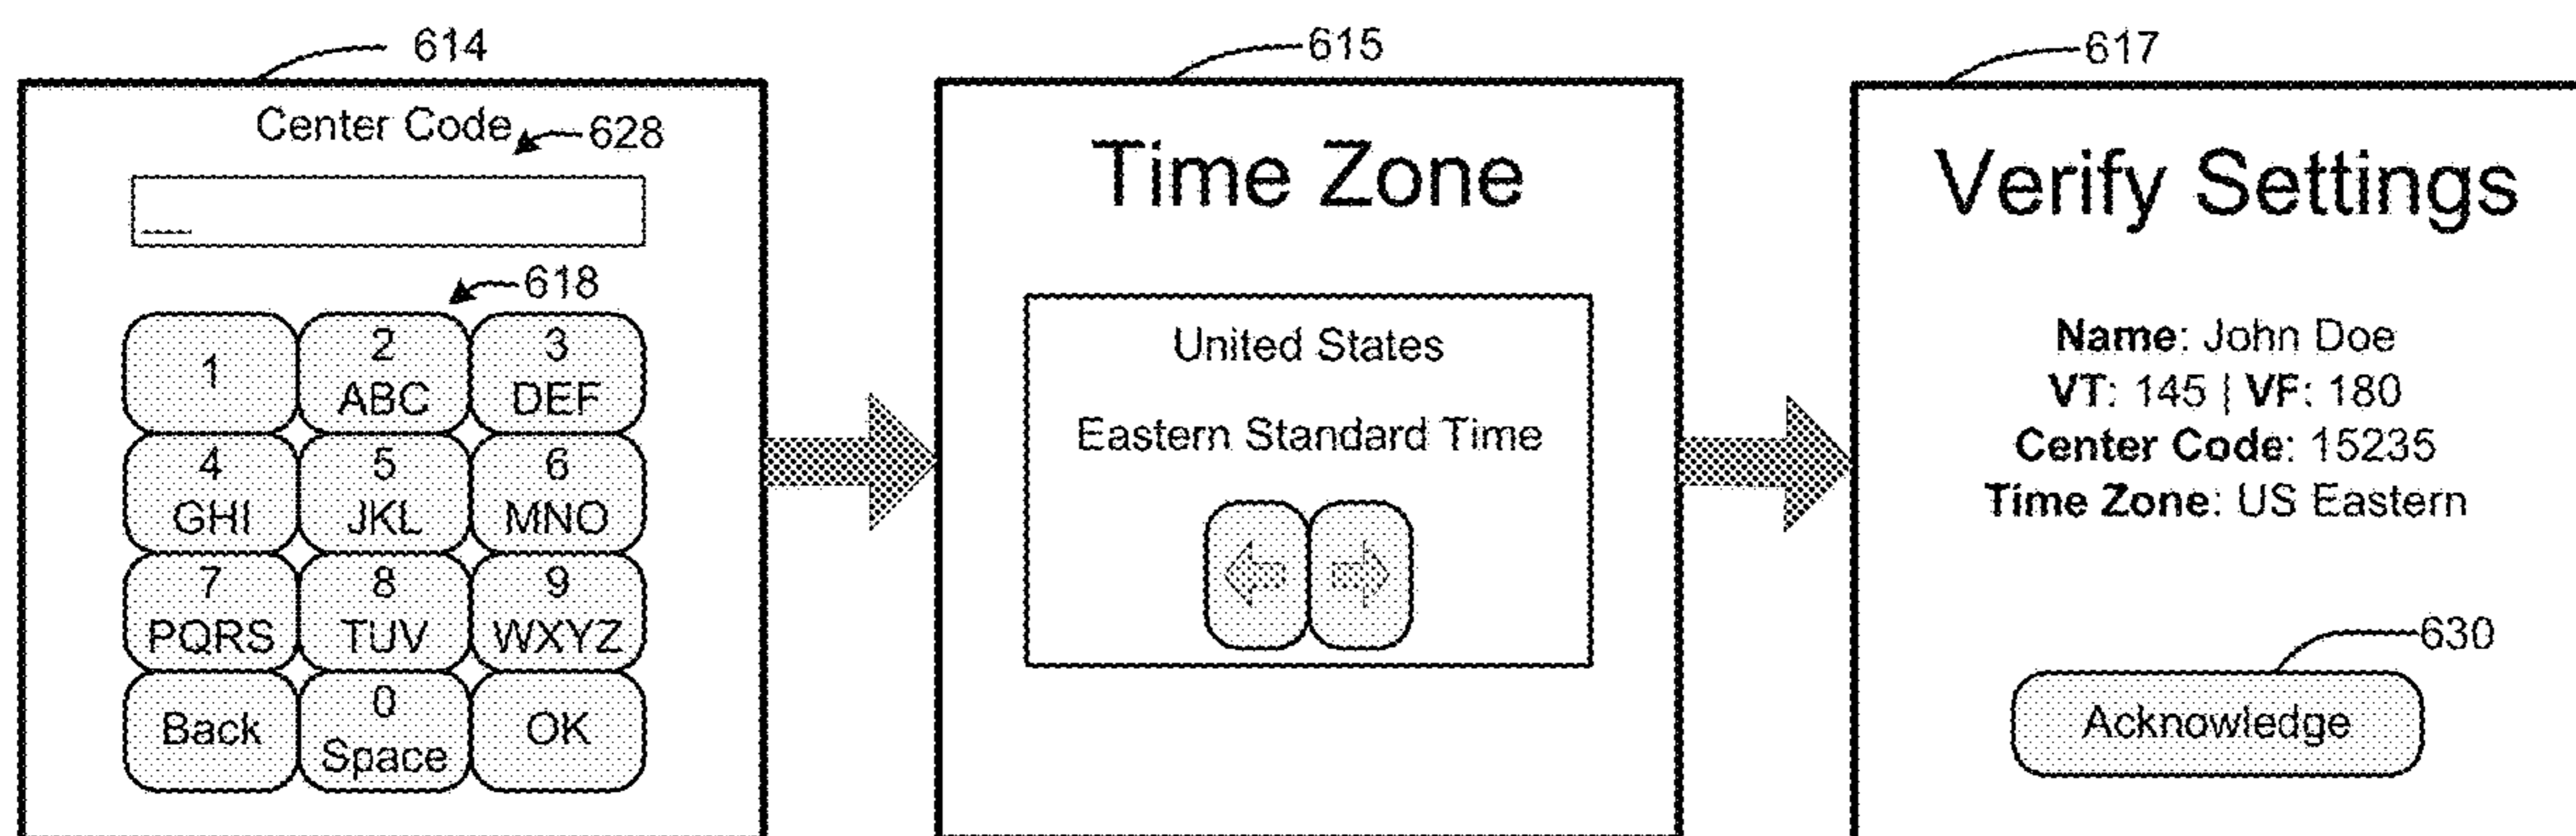 614
Center Code
628
618
1
2
ABC
3
DEF
4
GHI
5
JKL
6
MNO
7
PQRS
8
TUV
9
WXYZ
Back
0
Space
OK
615
Time Zone
United States
Eastern Standard Time
617
Verify Settings
Name: John Doe
VT: 145 | VF: 180
Center Code: 15235
Time Zone: US Eastern
630
Acknowledge